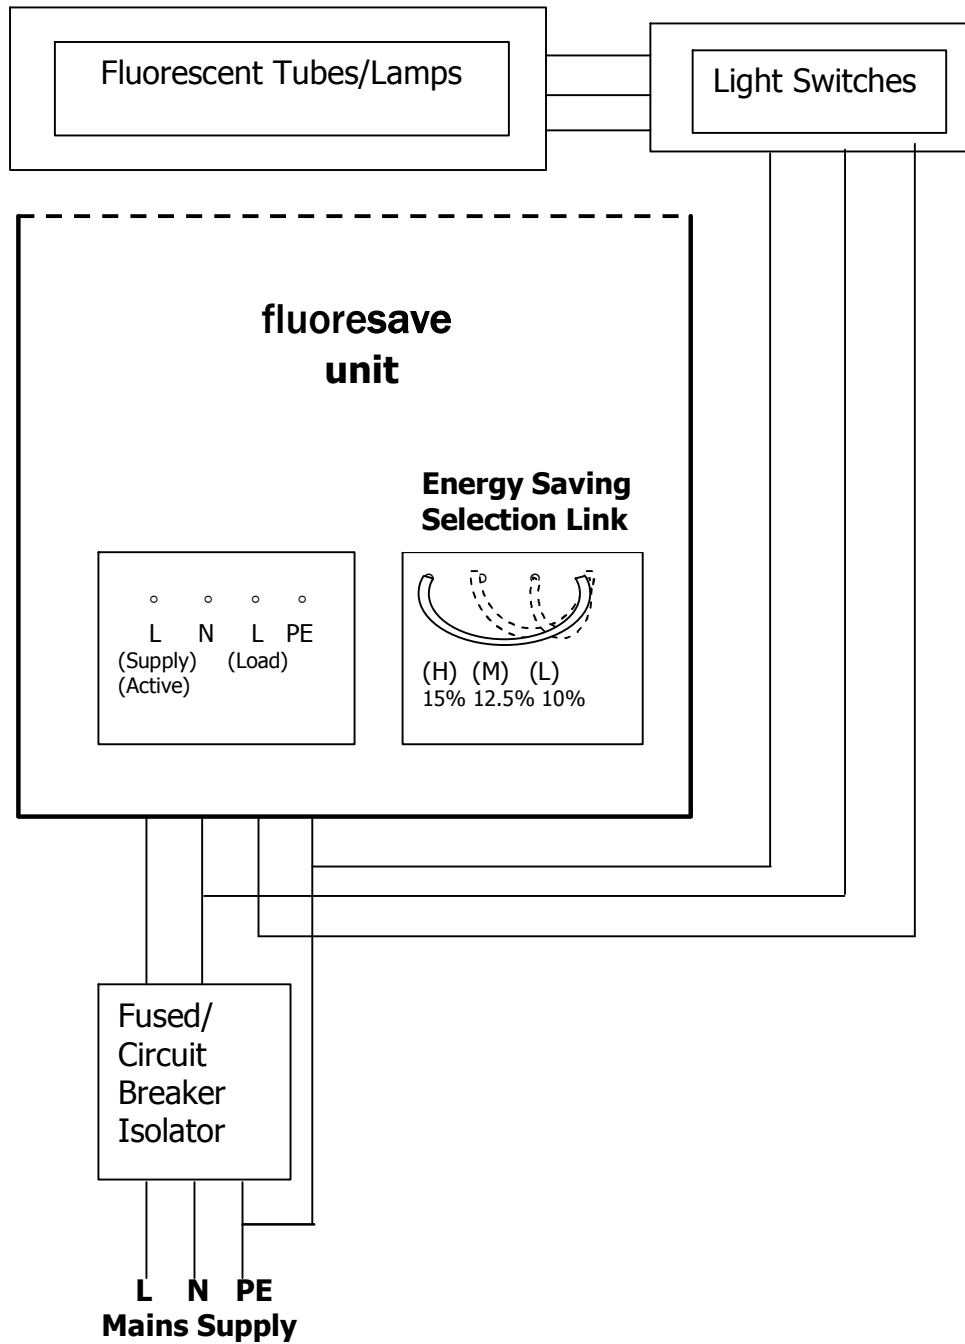 Fluorescent Tubes/Lamps
Light Switches
fluoresave
unit
Energy Saving
Selection Link
L N L PE
(Supply) (Load)
(Active)
(H) (M) (L)
15% 12.5% 10%
Fused/
Circuit
Breaker
Isolator
L N PE
Mains Supply